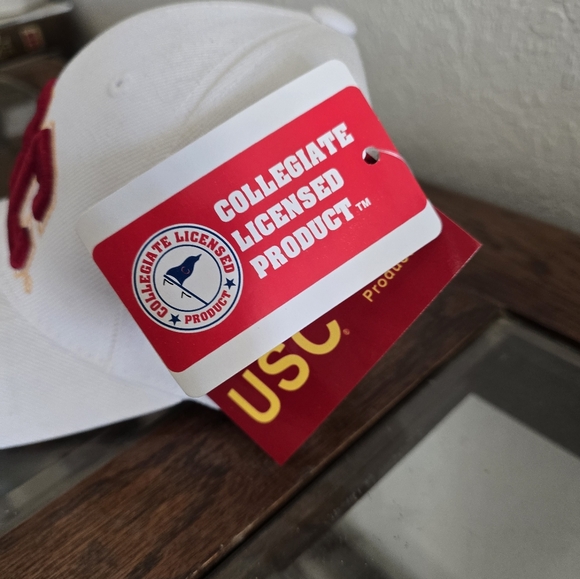 COLLEGIATE
LICENSED
PRODUCT™
COLLEGIATE LICENSED
PRODUCT
USC®